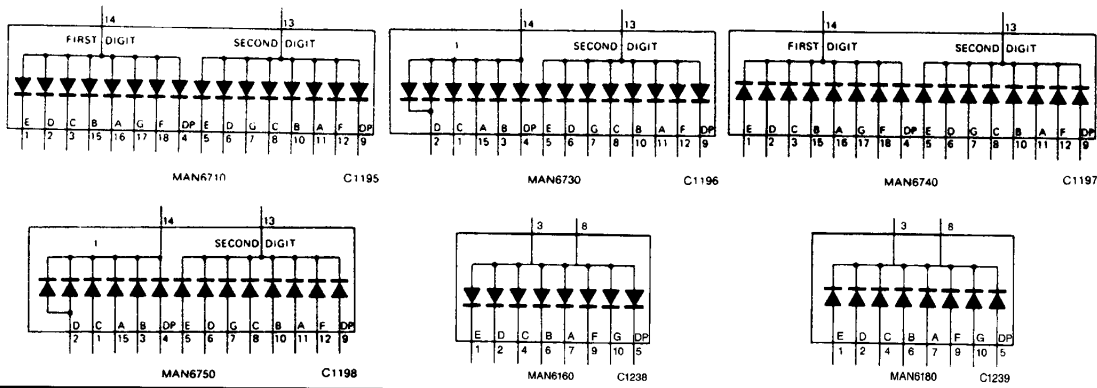 14 13
FIRST DIGIT SECOND DIGIT
E D C B A G F DP E D G C B A F DP
1 2 3 15 16 17 18 4 5 6 7 8 10 11 12 9
MAN6710 C1195
14 13
1 SECOND DIGIT
D C A B DP E D G C B A F DP
2 1 15 3 4 5 6 7 8 10 11 12 9
MAN6730 C1196
14 13
FIRST DIGIT SECOND DIGIT
E D C B A G F DP E D G C B A F DP
1 2 3 15 16 17 18 4 5 6 7 8 10 11 12 9
MAN6740 C1197
14 13
1 SECOND DIGIT
D C A B DP E D G C B A F DP
2 1 15 3 4 5 6 7 8 10 11 12 9
MAN6750 C1198
3 8
E D C B A F G DP
1 2 4 6 7 9 10 5
MAN6160 C1238
3 8
E D C B A F G DP
1 2 4 6 7 9 10 5
MAN6180 C1239